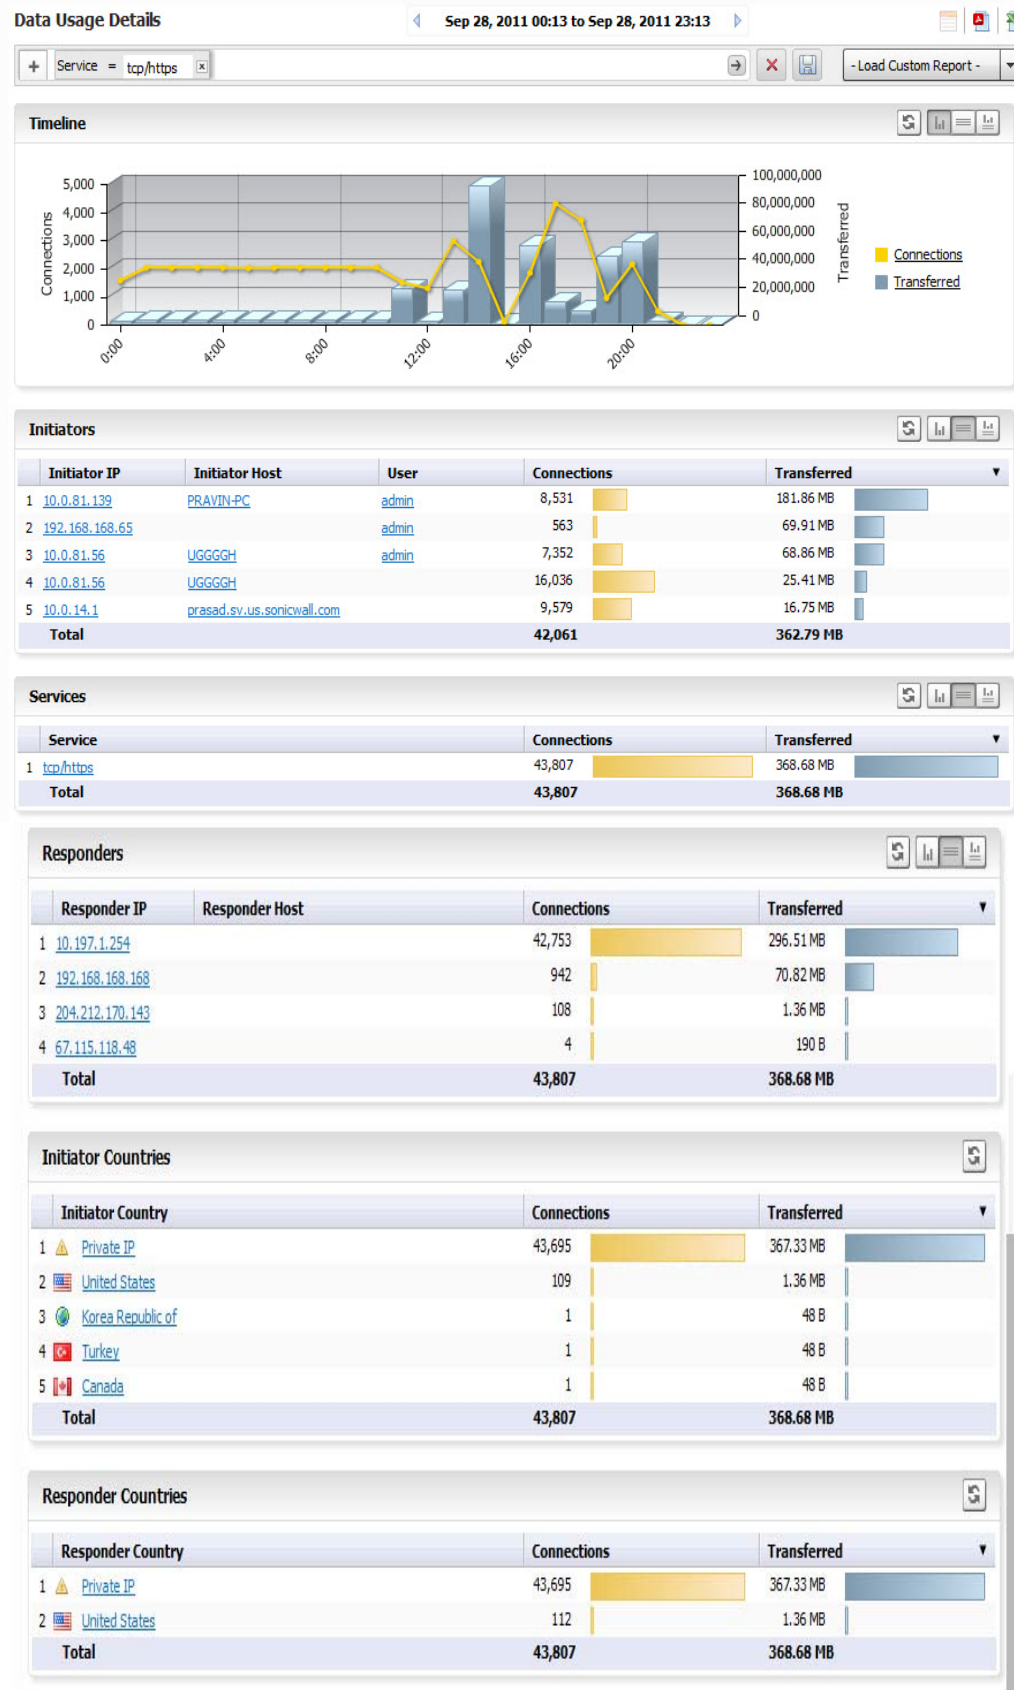 Data Usage Details
Sep 28, 2011 00:13 to Sep 28, 2011 23:13
+ Service = tcp/https x
- Load Custom Report -
Timeline
5,000
4,000
3,000
2,000
1,000
0
Connections
100,000,000
80,000,000
60,000,000
40,000,000
20,000,000
0
Transferred
Connections
Transferred
0:00 4:00 8:00 12:00 16:00 20:00
Initiators
Initiator IP Initiator Host User Connections Transferred
1 10.0.81.139 PRAVIN-PC admin 8,531 181.86 MB
2 192.168.168.65 admin 563 69.91 MB
3 10.0.81.56 UGGGGH admin 7,352 68.86 MB
4 10.0.81.56 UGGGGH 16,036 25.41 MB
5 10.0.14.1 prasad.sv.us.sonicwall.com 9,579 16.75 MB
Total 42,061 362.79 MB
Services
Service Connections Transferred
1 tcp/https 43,807 368.68 MB
Total 43,807 368.68 MB
Responders
Responder IP Responder Host Connections Transferred
1 10.197.1.254 42,753 296.51 MB
2 192.168.168.168 942 70.82 MB
3 204.212.170.143 108 1.36 MB
4 67.115.118.48 4 190 B
Total 43,807 368.68 MB
Initiator Countries
Initiator Country Connections Transferred
1 Private IP 43,695 367.33 MB
2 United States 109 1.36 MB
3 Korea Republic of 1 48 B
4 Turkey 1 48 B
5 Canada 1 48 B
Total 43,807 368.68 MB
Responder Countries
Responder Country Connections Transferred
1 Private IP 43,695 367.33 MB
2 United States 112 1.36 MB
Total 43,807 368.68 MB